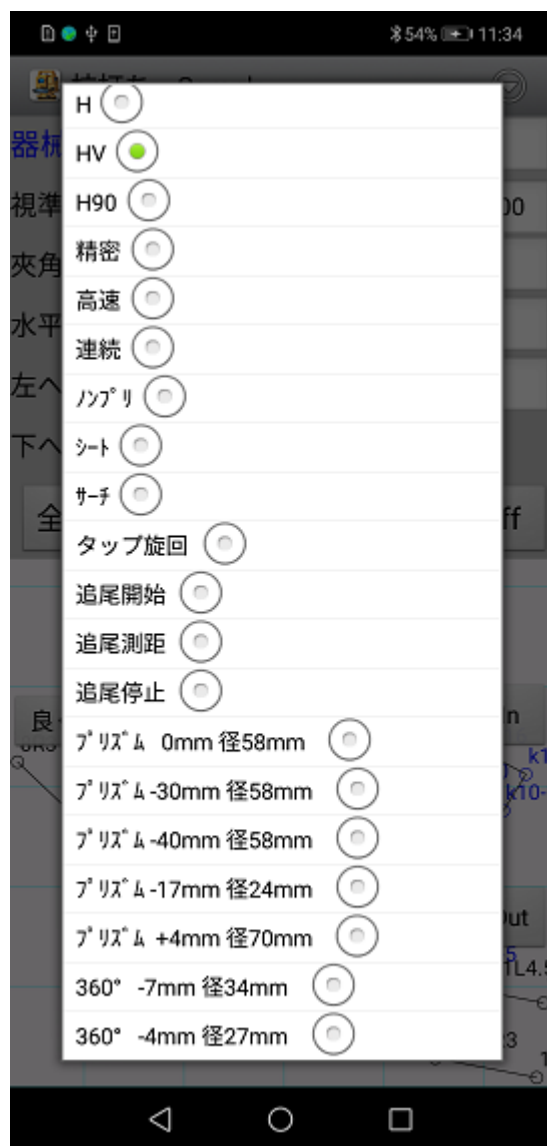 54% 11:34
H
HV
H90
精密
高速
連続
ﾉﾝﾌﾟﾘ
ｼｰﾄ
ｻｰﾁ
タップ旋回
追尾開始
追尾測距
追尾停止
ﾌﾟﾘｽﾞﾑ 0mm 径58mm
ﾌﾟﾘｽﾞﾑ -30mm 径58mm
ﾌﾟﾘｽﾞﾑ -40mm 径58mm
ﾌﾟﾘｽﾞﾑ -17mm 径24mm
ﾌﾟﾘｽﾞﾑ +4mm 径70mm
360° -7mm 径34mm
360° -4mm 径27mm
器械
視準
00
夾角
水平
左へ
下へ
全
ff
良
n
k1
k10-
ut
1L4.5